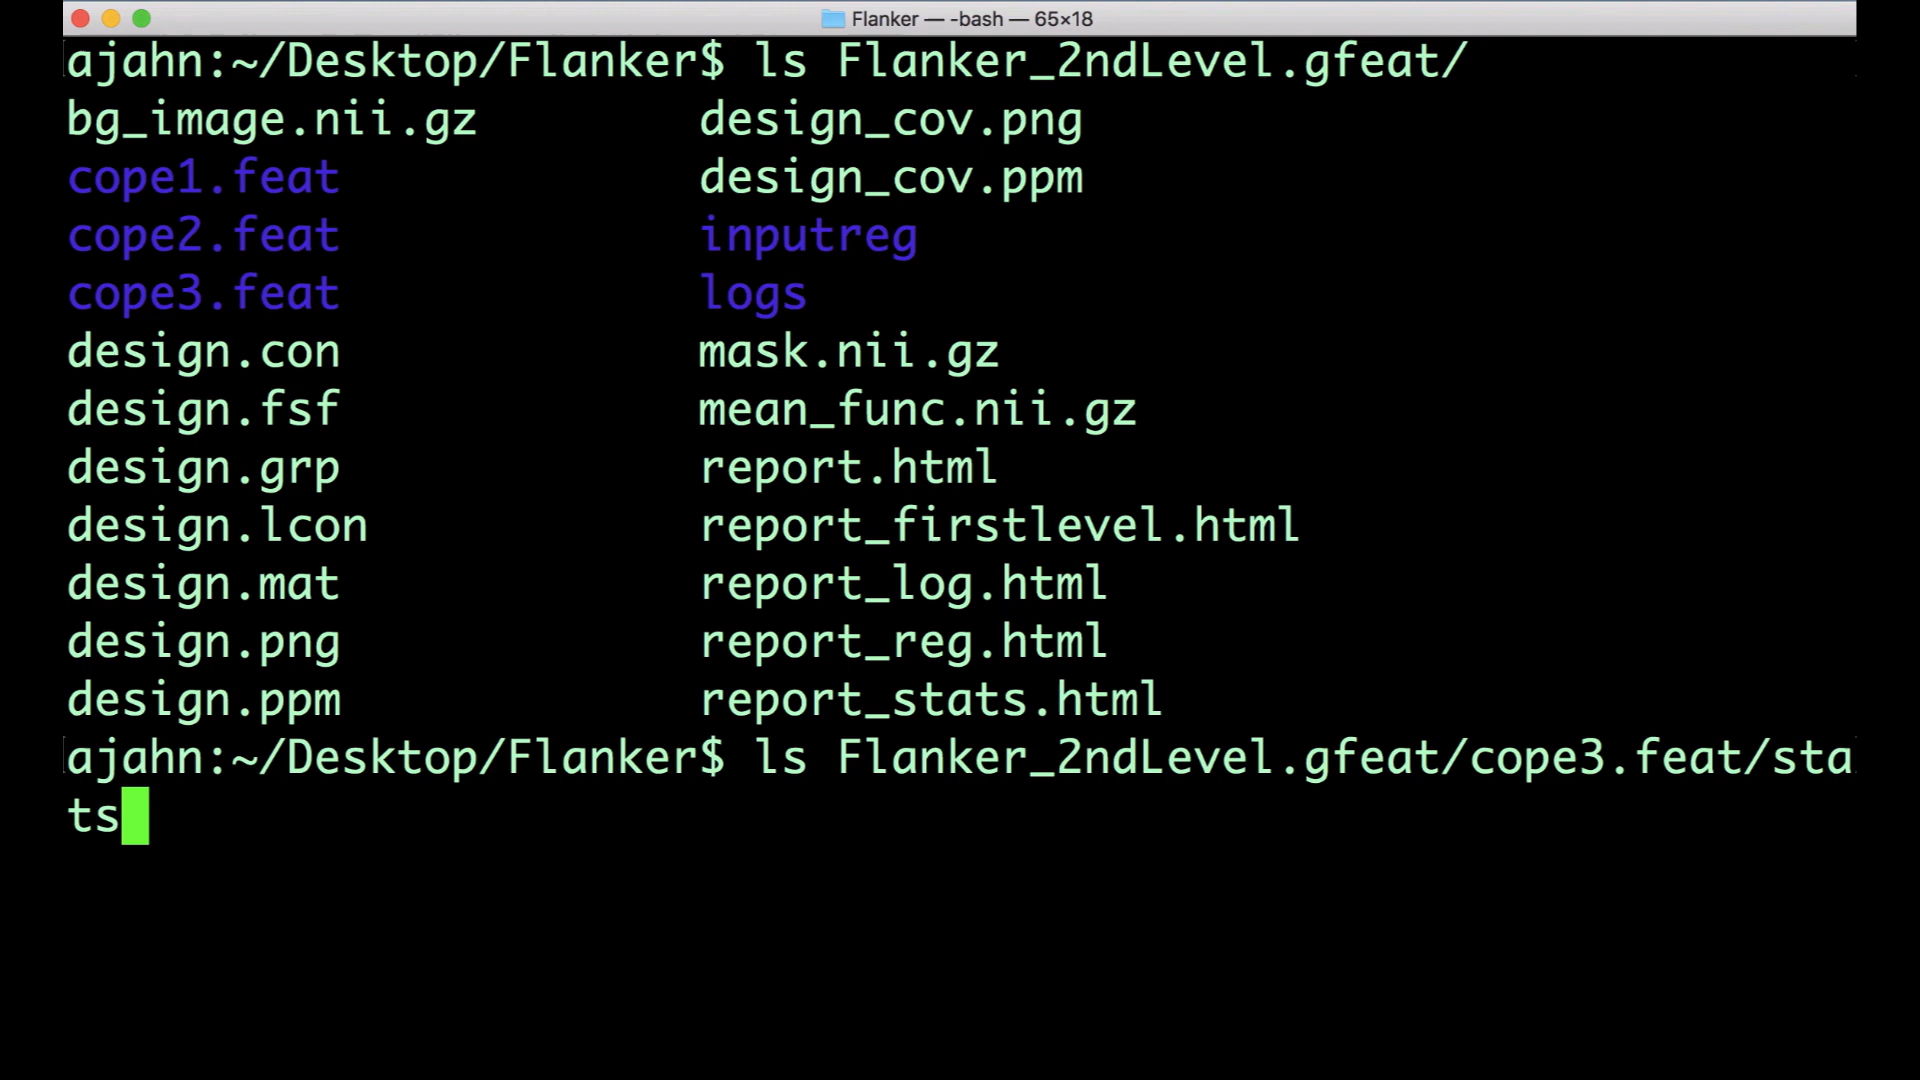 Flanker — -bash — 65×18
ajahn:~/Desktop/Flanker$ ls Flanker_2ndLevel.gfeat/
bg_image.nii.gz design_cov.png
cope1.feat design_cov.ppm
cope2.feat inputreg
cope3.feat logs
design.con mask.nii.gz
design.fsf mean_func.nii.gz
design.grp report.html
design.lcon report_firstlevel.html
design.mat report_log.html
design.png report_reg.html
design.ppm report_stats.html
ajahn:~/Desktop/Flanker$ ls Flanker_2ndLevel.gfeat/cope3.feat/sta
ts